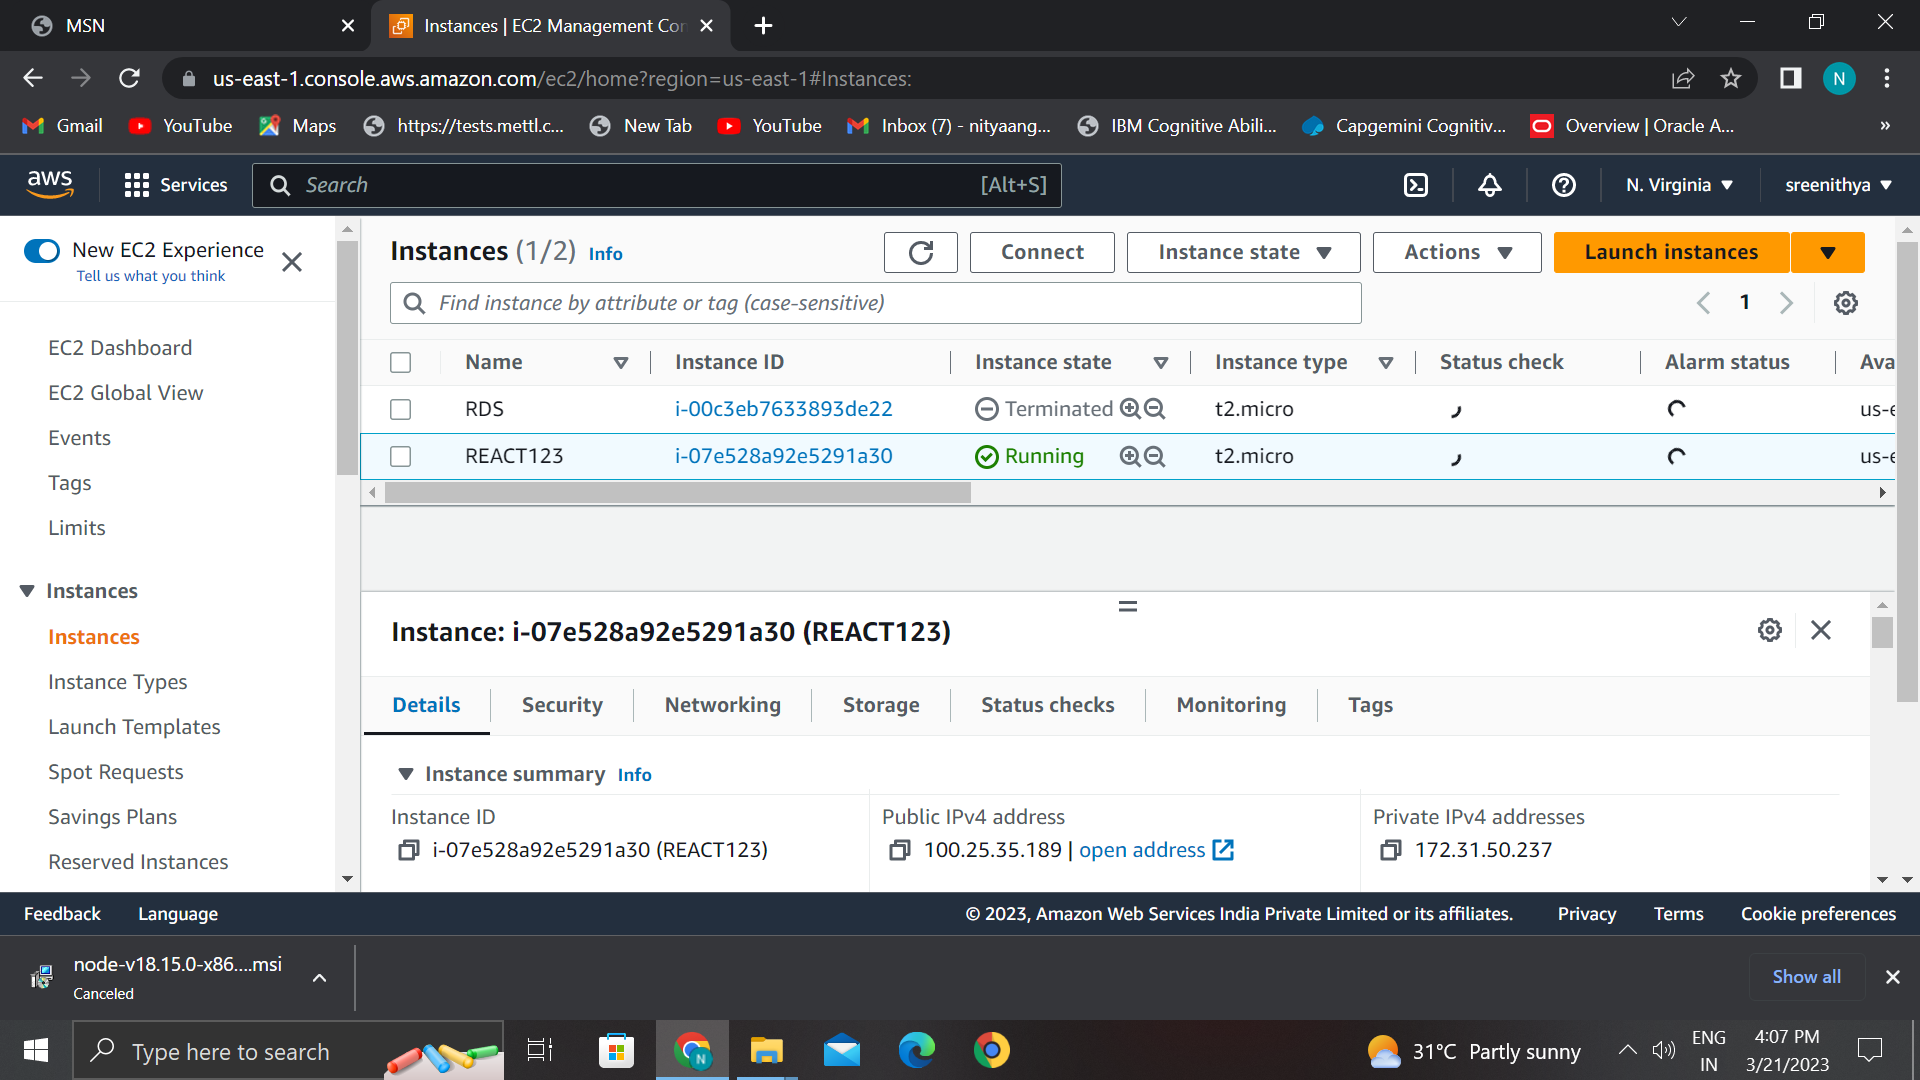 MSN
Instances | EC2 Management Con
us-east-1.console.aws.amazon.com/ec2/home?region=us-east-1#Instances:
N
Gmail
YouTube
Maps
https://tests.mettl.c...
New Tab
YouTube
Inbox (7) - nityaang...
IBM Cognitive Abili...
Capgemini Cognitiv...
Overview | Oracle A...
»
aws
Services
Search
[Alt+S]
N. Virginia
sreenithya
New EC2 Experience
Tell us what you think
EC2 Dashboard
EC2 Global View
Events
Tags
Limits
Instances
Instances
Instance Types
Launch Templates
Spot Requests
Savings Plans
Reserved Instances
Instances (1/2) Info
Connect
Instance state
Actions
Launch instances
Find instance by attribute or tag (case-sensitive)
1
Name Instance ID Instance state Instance type Status check Alarm status Ava
RDS i-00c3eb7633893de22 Terminated t2.micro us-e
REACT123 i-07e528a92e5291a30 Running t2.micro us-e
Instance: i-07e528a92e5291a30 (REACT123)
Details Security Networking Storage Status checks Monitoring Tags
Instance summary Info
Instance ID
i-07e528a92e5291a30 (REACT123)
Public IPv4 address
100.25.35.189 | open address
Private IPv4 addresses
172.31.50.237
Feedback
Language
© 2023, Amazon Web Services India Private Limited or its affiliates.
Privacy
Terms
Cookie preferences
node-v18.15.0-x86....msi
Canceled
Show all
Type here to search
N
31°C Partly sunny
ENG
IN
4:07 PM
3/21/2023